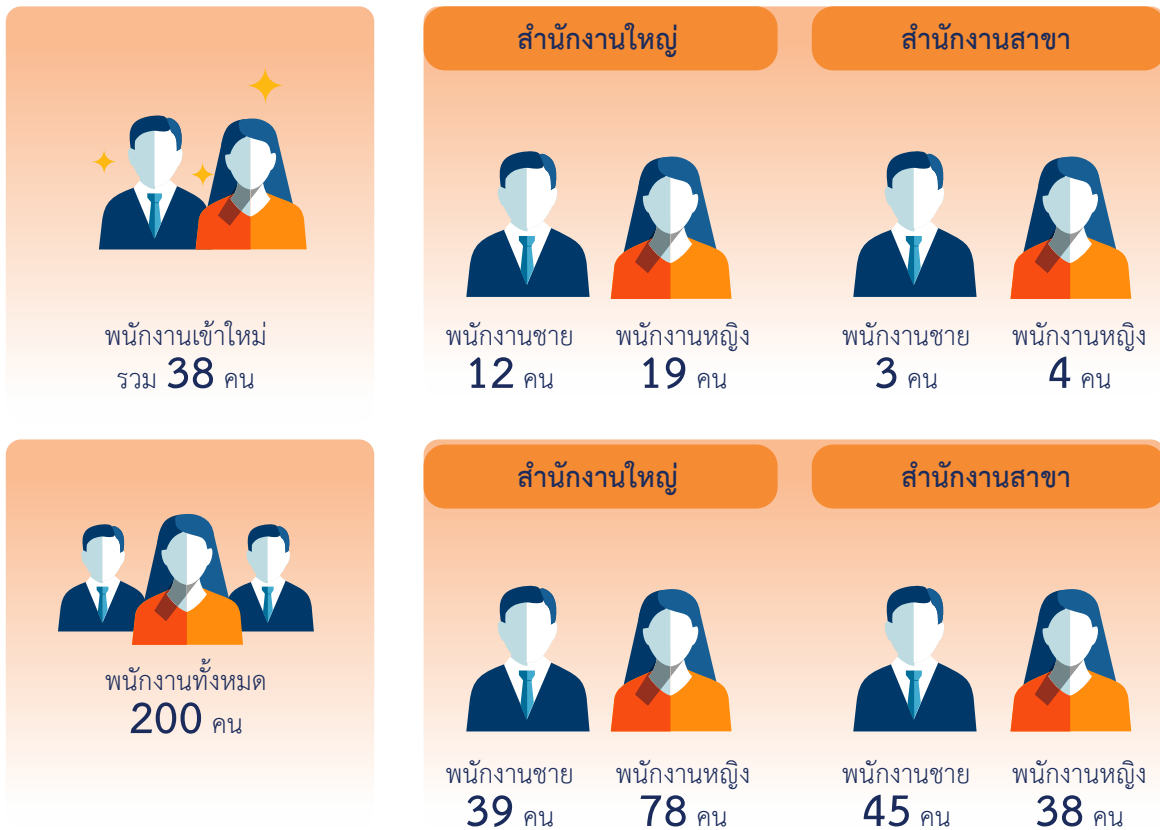 พนักงานเข้าใหม่
รวม 38 คน
สำนักงานใหญ่
สำนักงานสาขา
พนักงานชาย
12 คน
พนักงานหญิง
19 คน
พนักงานชาย
3 คน
พนักงานหญิง
4 คน
พนักงานทั้งหมด
200 คน
สำนักงานใหญ่
สำนักงานสาขา
พนักงานชาย
39 คน
พนักงานหญิง
78 คน
พนักงานชาย
45 คน
พนักงานหญิง
38 คน